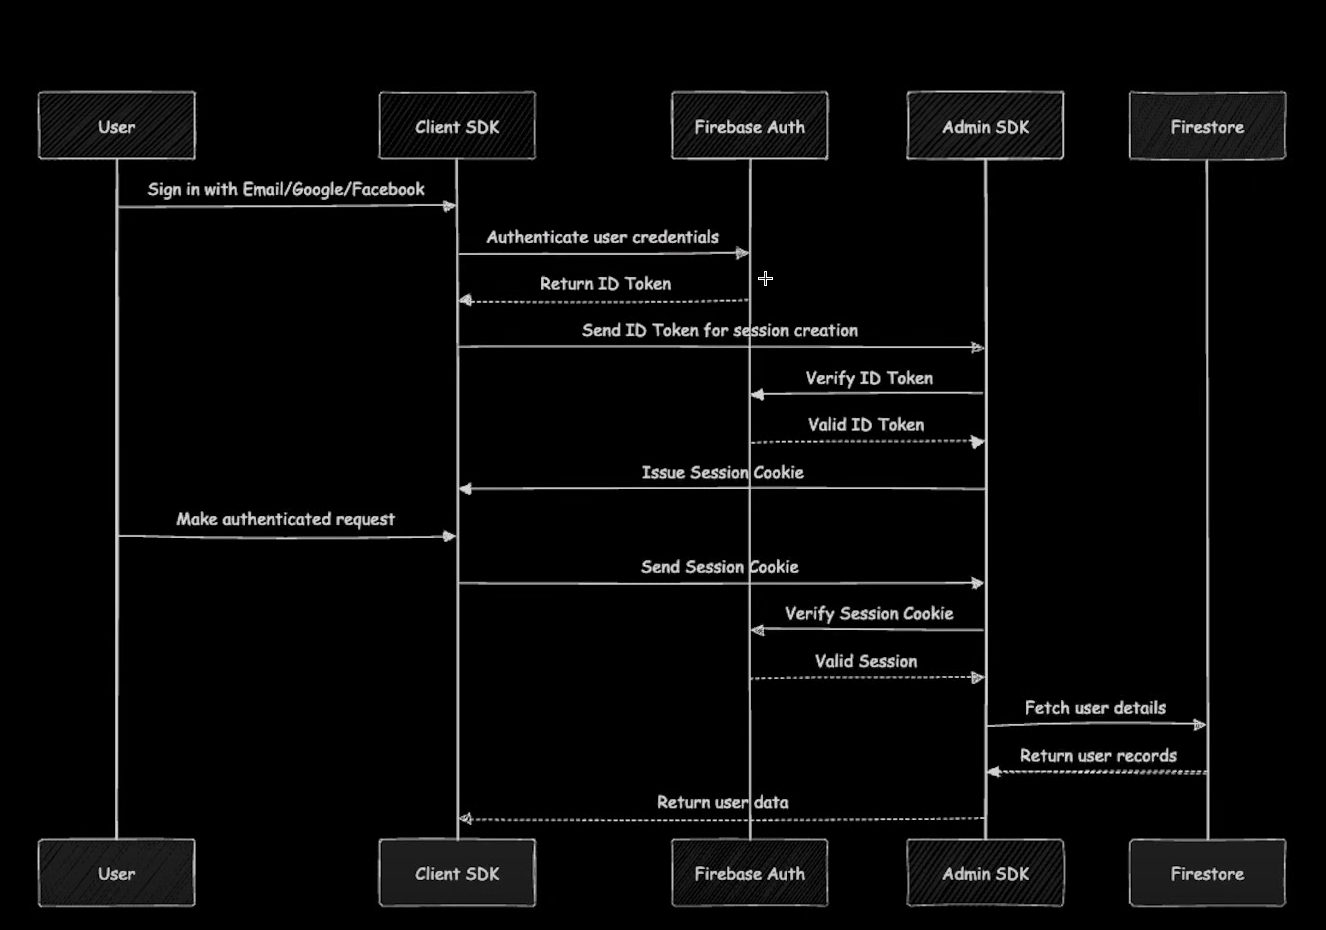 User
Client SDK
Firebase Auth
Admin SDK
Firestore
Sign in with Email/Google/Facebook
Authenticate user credentials
Return ID Token
Send ID Token for session creation
Verify ID Token
Valid ID Token
Issue Session Cookie
Make authenticated request
Send Session Cookie
Verify Session Cookie
Valid Session
Fetch user details
Return user records
Return user data
User
Client SDK
Firebase Auth
Admin SDK
Firestore